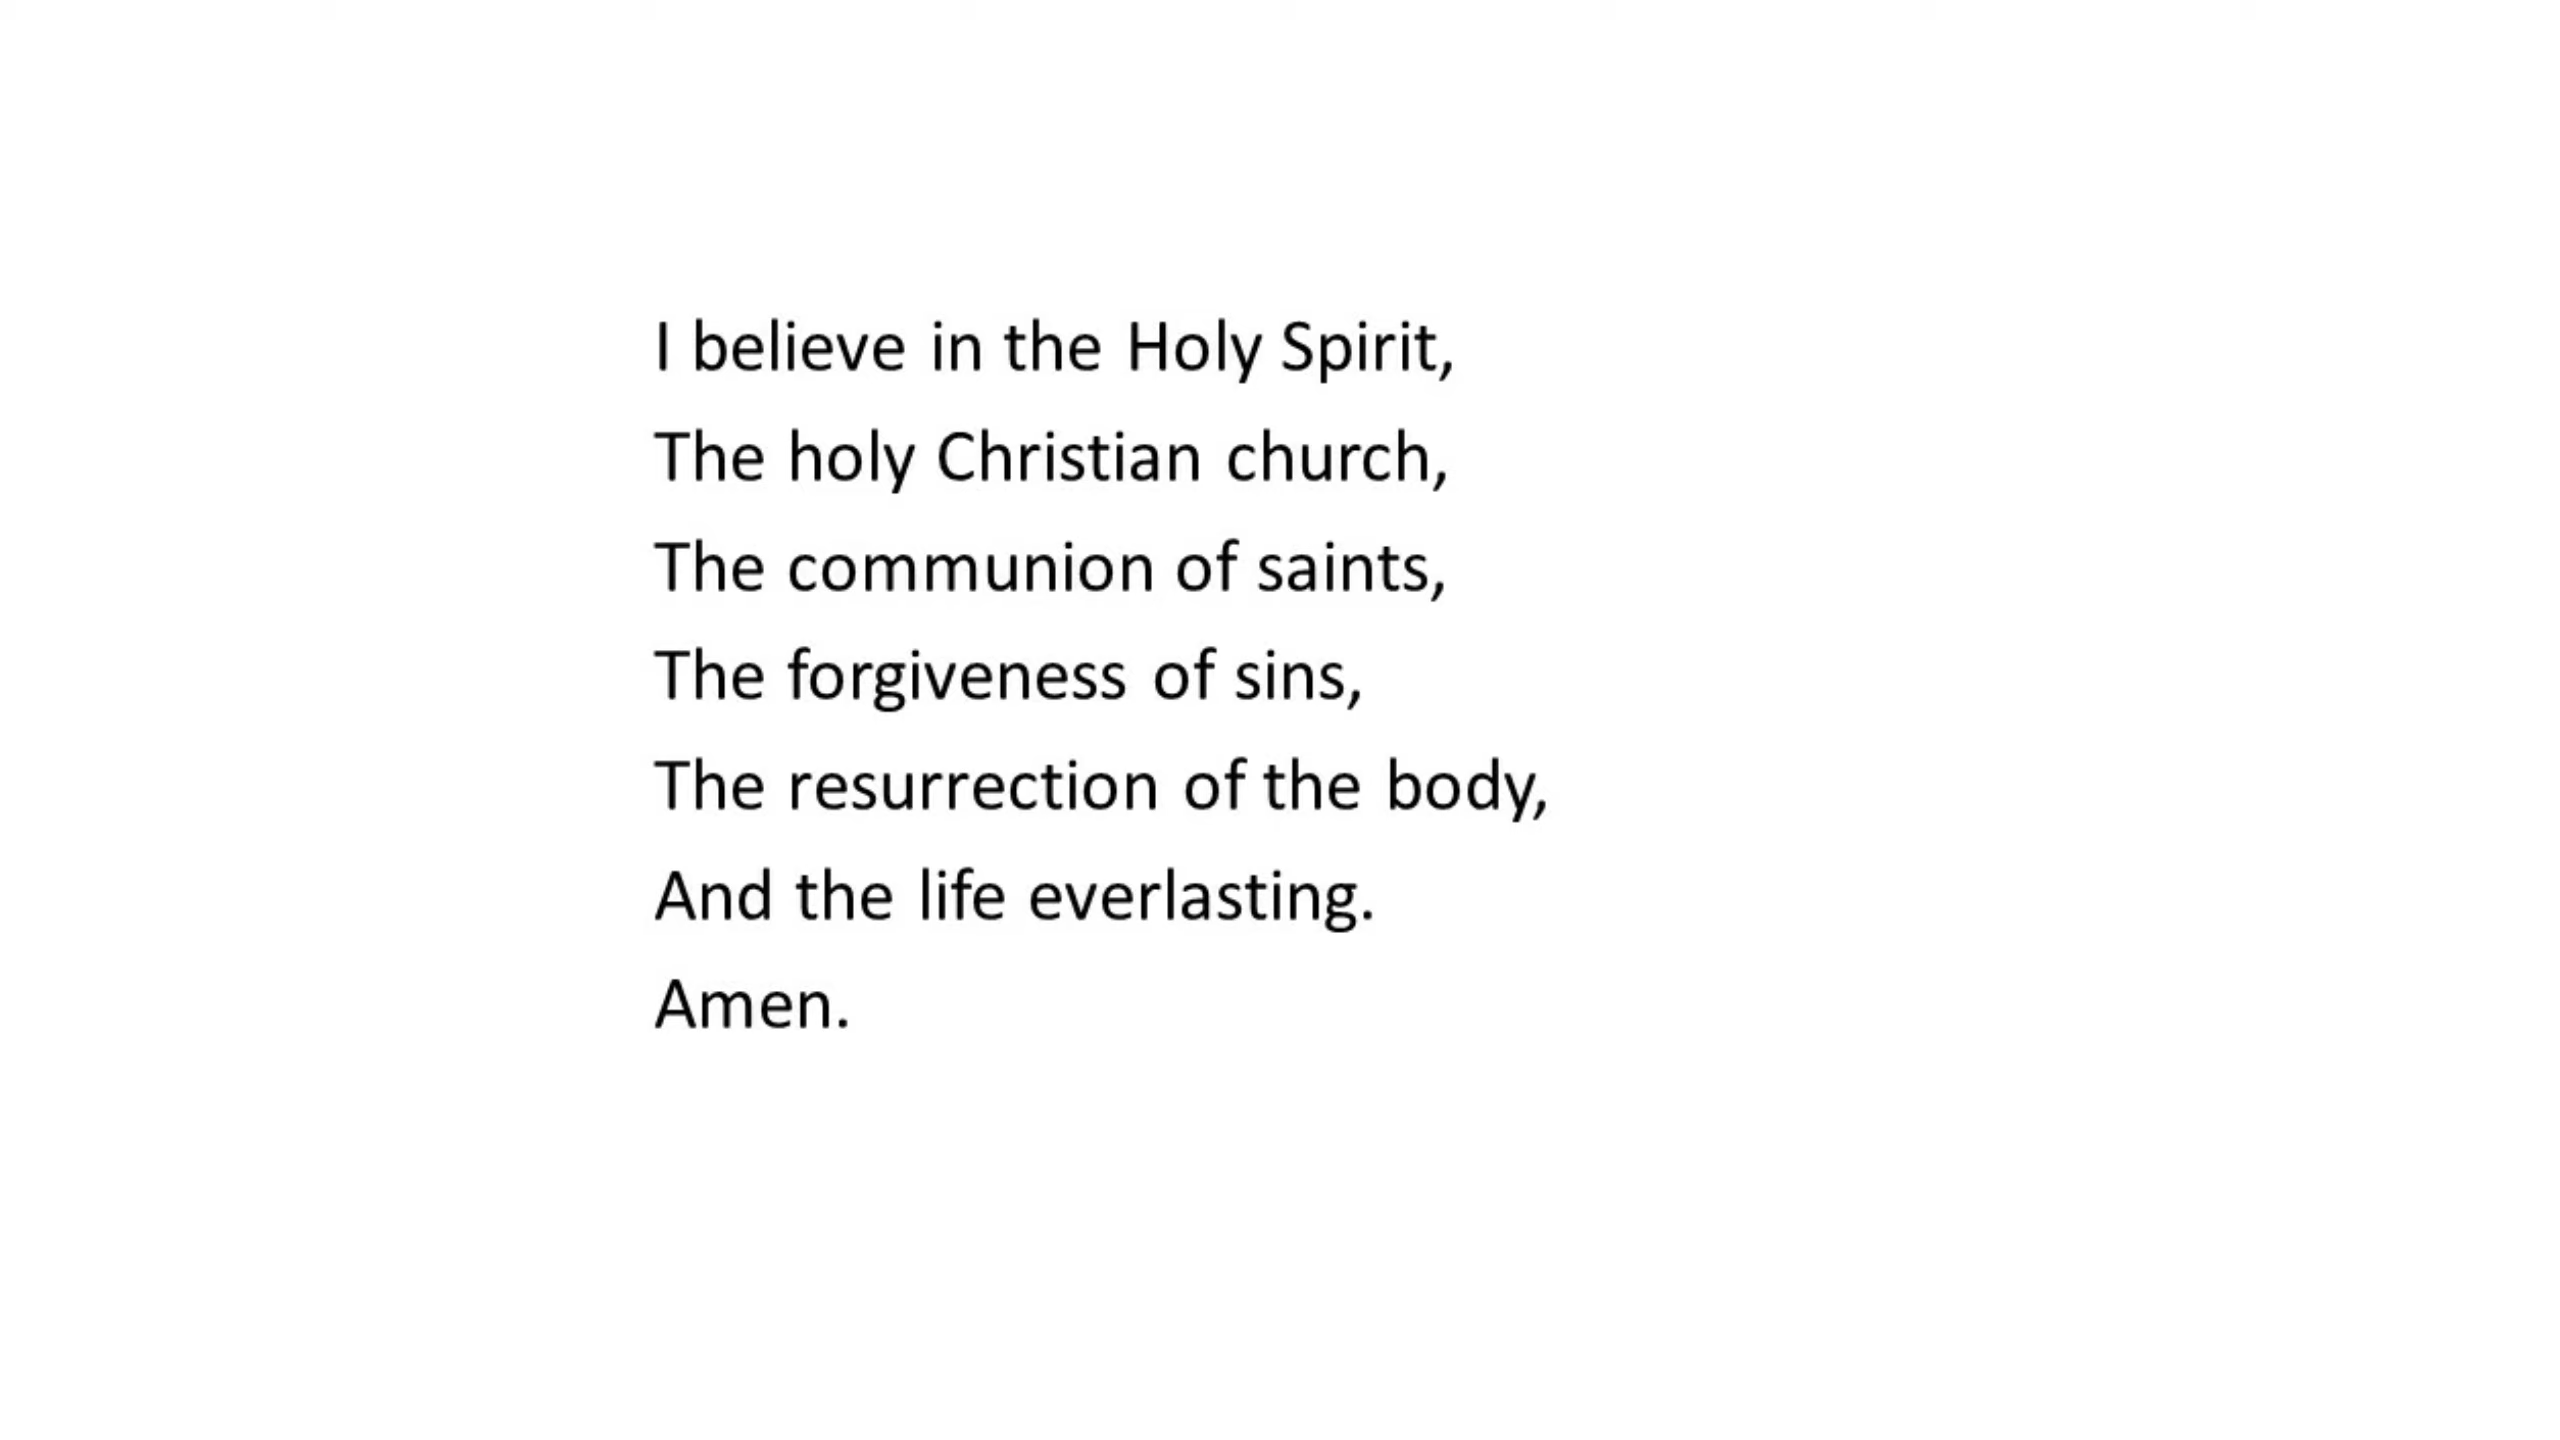 I believe in the Holy Spirit,
The holy Christian church,
The communion of saints,
The forgiveness of sins,
The resurrection of the body,
And the life everlasting.
Amen.